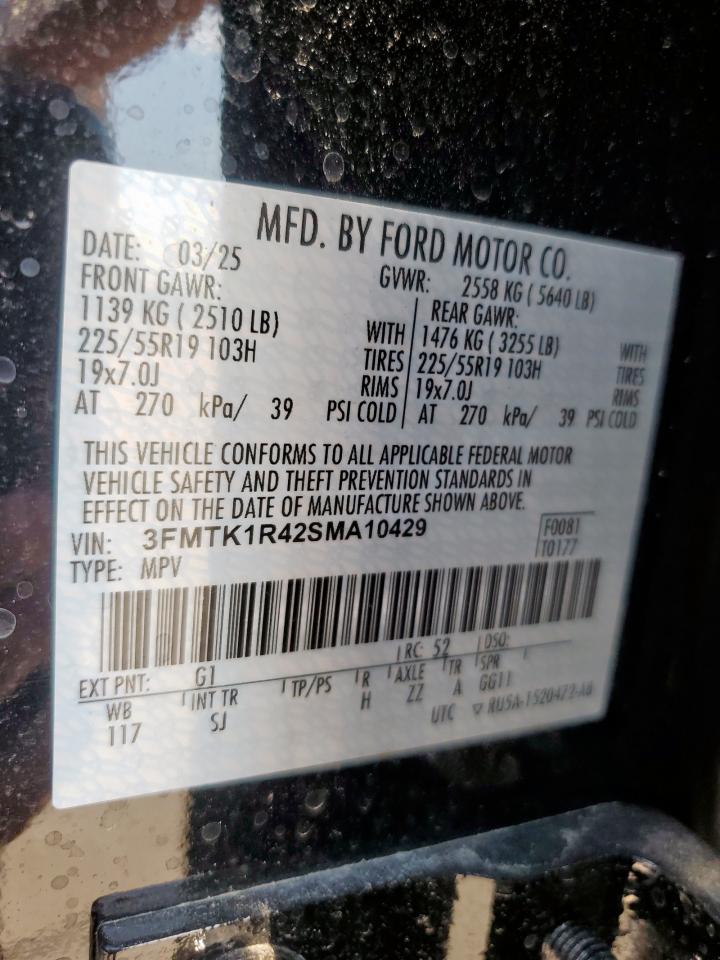 MFD. BY FORD MOTOR CO.
DATE: 03/25 GVWR: 2558 KG ( 5640 LB)
FRONT GAWR: REAR GAWR:
1139 KG ( 2510 LB) WITH 1476 KG ( 3255 LB) WITH
225/55R19 103H TIRES 225/55R19 103H TIRES
19x7.0J RIMS 19x7.0J RIMS
AT 270 kPa/ 39 PSI COLD AT 270 kPa/ 39 PSI COLD
THIS VEHICLE CONFORMS TO ALL APPLICABLE FEDERAL MOTOR
VEHICLE SAFETY AND THEFT PREVENTION STANDARDS IN
EFFECT ON THE DATE OF MANUFACTURE SHOWN ABOVE.
VIN: 3FMTK1R42SMA10429 F0081
TYPE: MPV T0177
EXT PNT: G1 RC: 52 DSO:
WB INT TR TP/PS R AXLE TR SPR
117 SJ H ZZ A GG11
UTC ▽ RU5A-1520472-AB